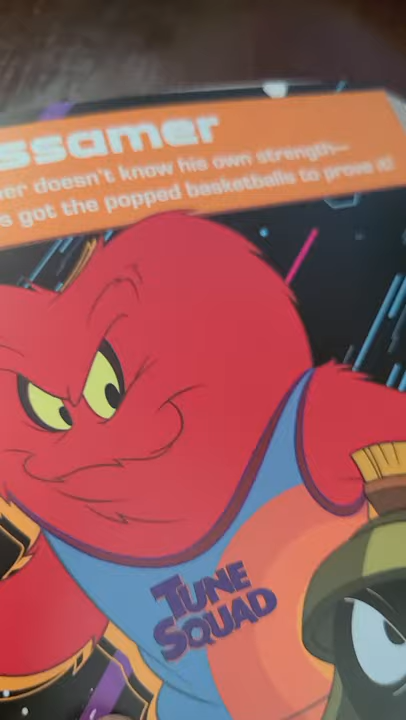 ssamer
er doesn't know his own strength—
s got the popped basketballs to prove it!
TUNE
SQUAD